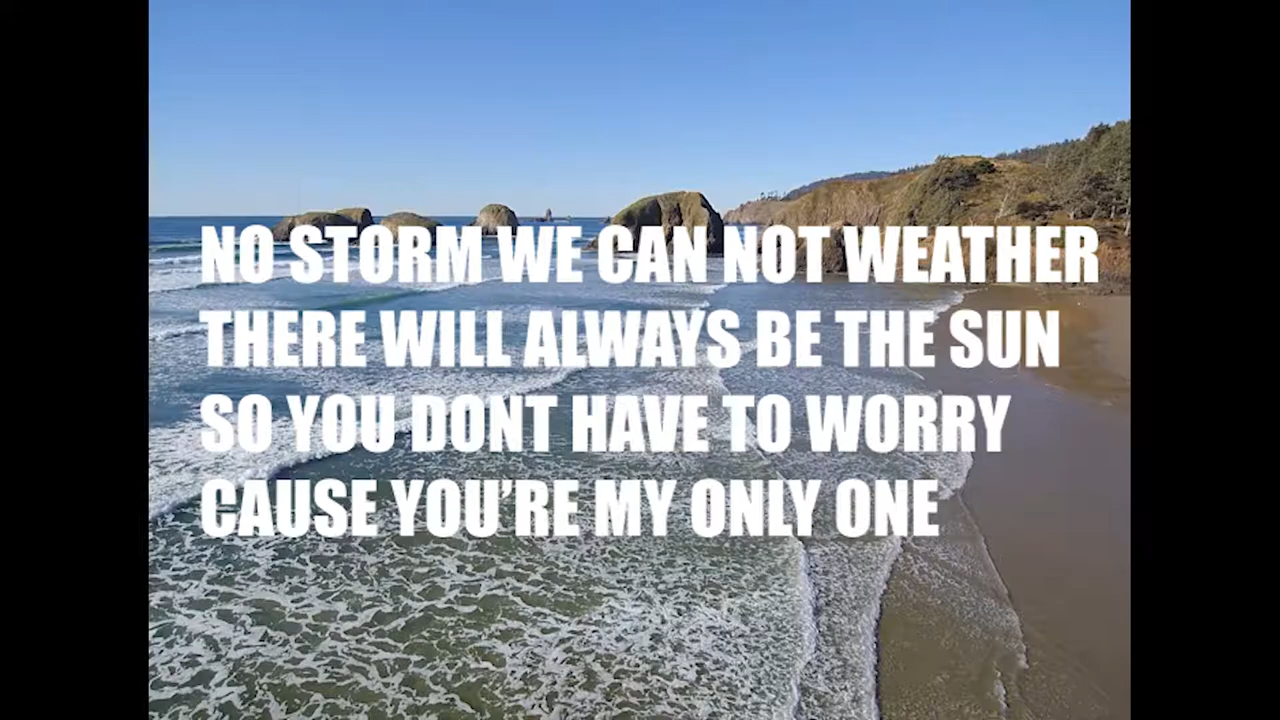 NO STORM WE CAN NOT WEATHER
THERE WILL ALWAYS BE THE SUN
SO YOU DONT HAVE TO WORRY
CAUSE YOU’RE MY ONLY ONE